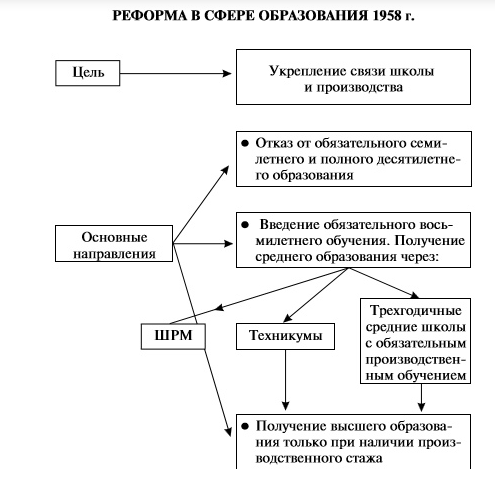 РЕФОРМА В СФЕРЕ ОБРАЗОВАНИЯ 1958 г.
Цель
Укрепление связи школы
и производства
● Отказ от обязательного семи-
летнего и полного десятилетне-
го образования
Основные
направления
● Введение обязательного вось-
милетнего обучения. Получение
среднего образования через:
ШРМ
Техникумы
Трехгодичные
средние школы
с обязательным
производствен-
ным обучением
● Получение высшего образова-
ния только при наличии произ-
водственного стажа